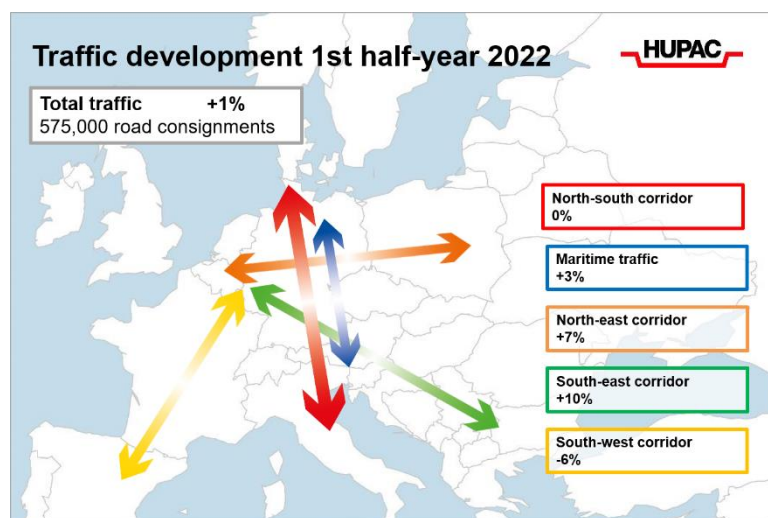 Traffic development 1st half-year 2022
HUPAC
Total traffic +1%
575,000 road consignments
North-south corridor
0%
Maritime traffic
+3%
North-east corridor
+7%
South-east corridor
+10%
South-west corridor
-6%